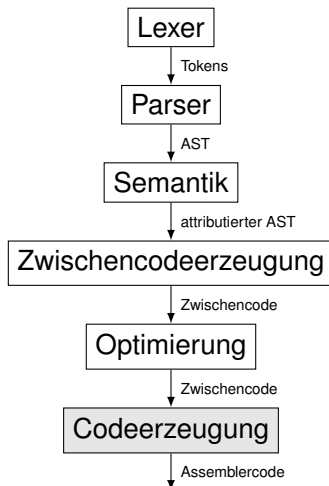 Lexer
Tokens
Parser
AST
Semantik
attributierter AST
Zwischencodeerzeugung
Zwischencode
Optimierung
Zwischencode
Codeerzeugung
Assemblercode